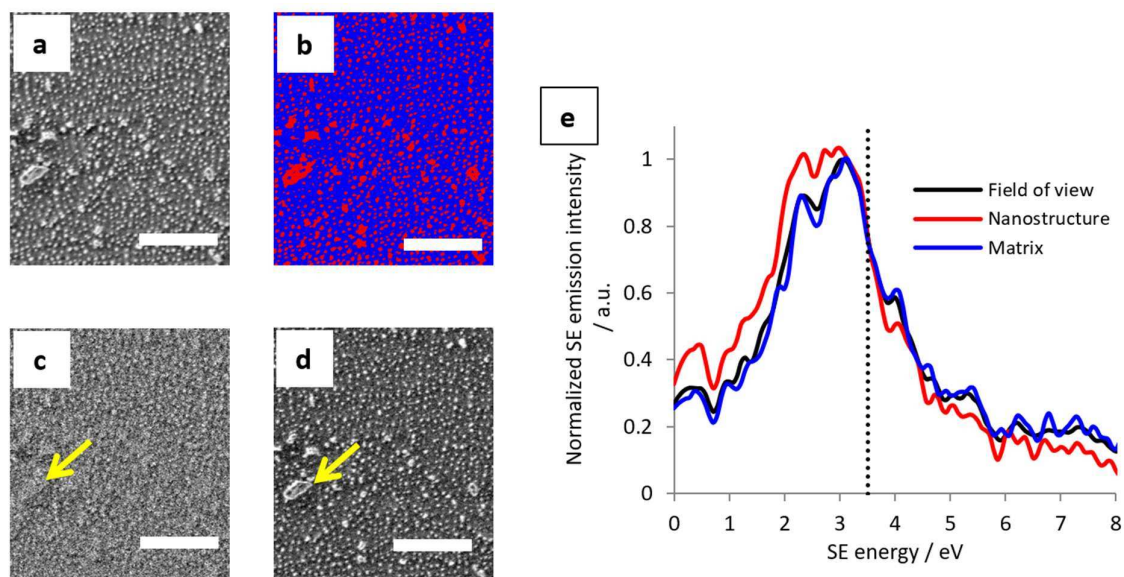 a
b
c
d
e
Normalized SE emission intensity
/ a.u.
1
0.8
0.6
0.4
0.2
0
0 1 2 3 4 5 6 7 8
SE energy / eV
Field of view
Nanostructure
Matrix